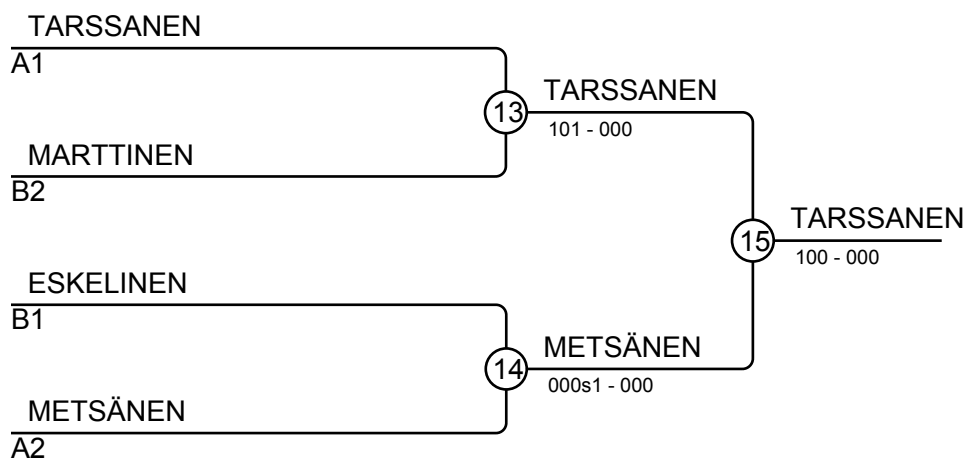 TARSSANEN
A1
13
TARSSANEN
101 - 000
MARTTINEN
B2
15
TARSSANEN
100 - 000
ESKELINEN
B1
14
METSÄNEN
000s1 - 000
METSÄNEN
A2